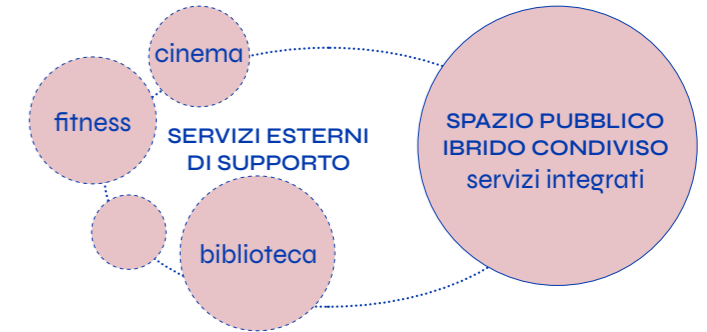 cinema
fitness
SERVIZI ESTERNI
DI SUPPORTO
biblioteca
SPAZIO PUBBLICO
IBRIDO CONDIVISO
servizi integrati